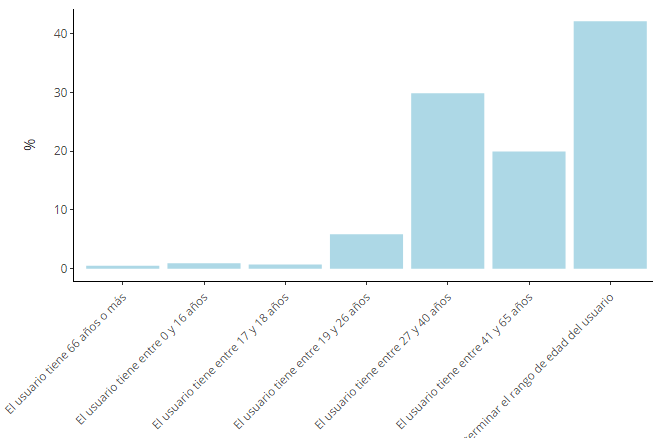 40
30
%
20
10
0
El usuario tiene 66 años o más
El usuario tiene entre 0 y 16 años
El usuario tiene entre 17 y 18 años
El usuario tiene entre 19 y 26 años
El usuario tiene entre 27 y 40 años
El usuario tiene entre 41 y 65 años
el rango de edad del usuario